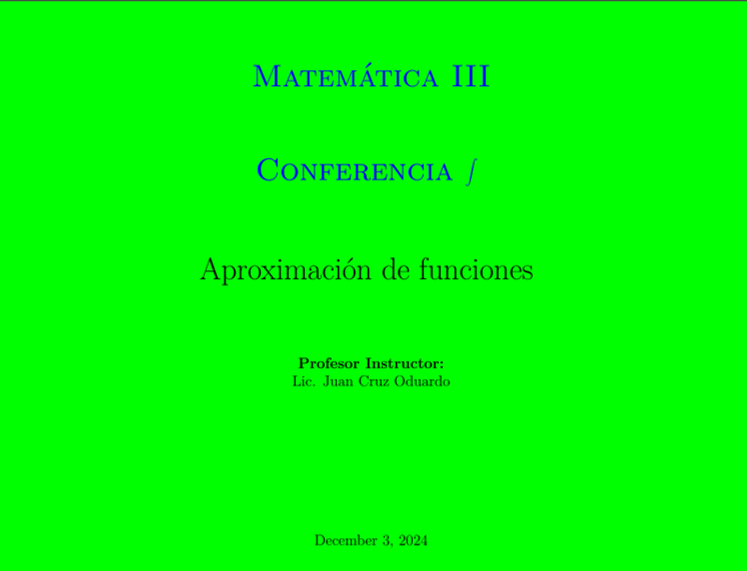 Matemática III
Conferencia ∫
Aproximación de funciones
Profesor Instructor:
Lic. Juan Cruz Oduardo
December 3, 2024